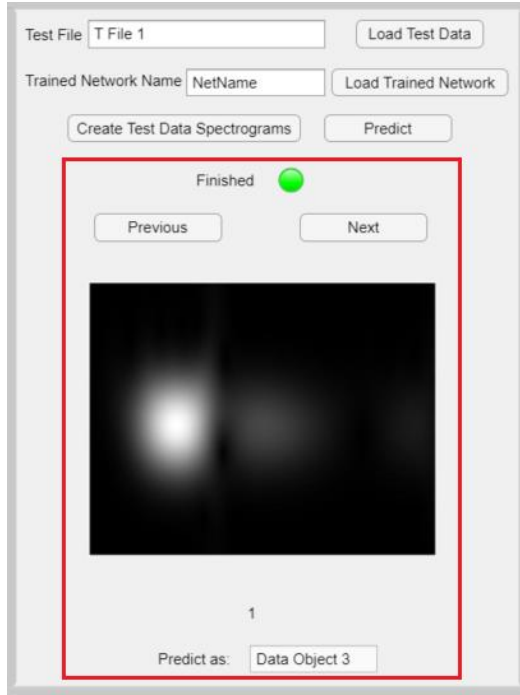 Test File T File 1 Load Test Data
Trained Network Name NetName Load Trained Network
Create Test Data Spectrograms Predict
Finished
Previous Next
1
Predict as: Data Object 3